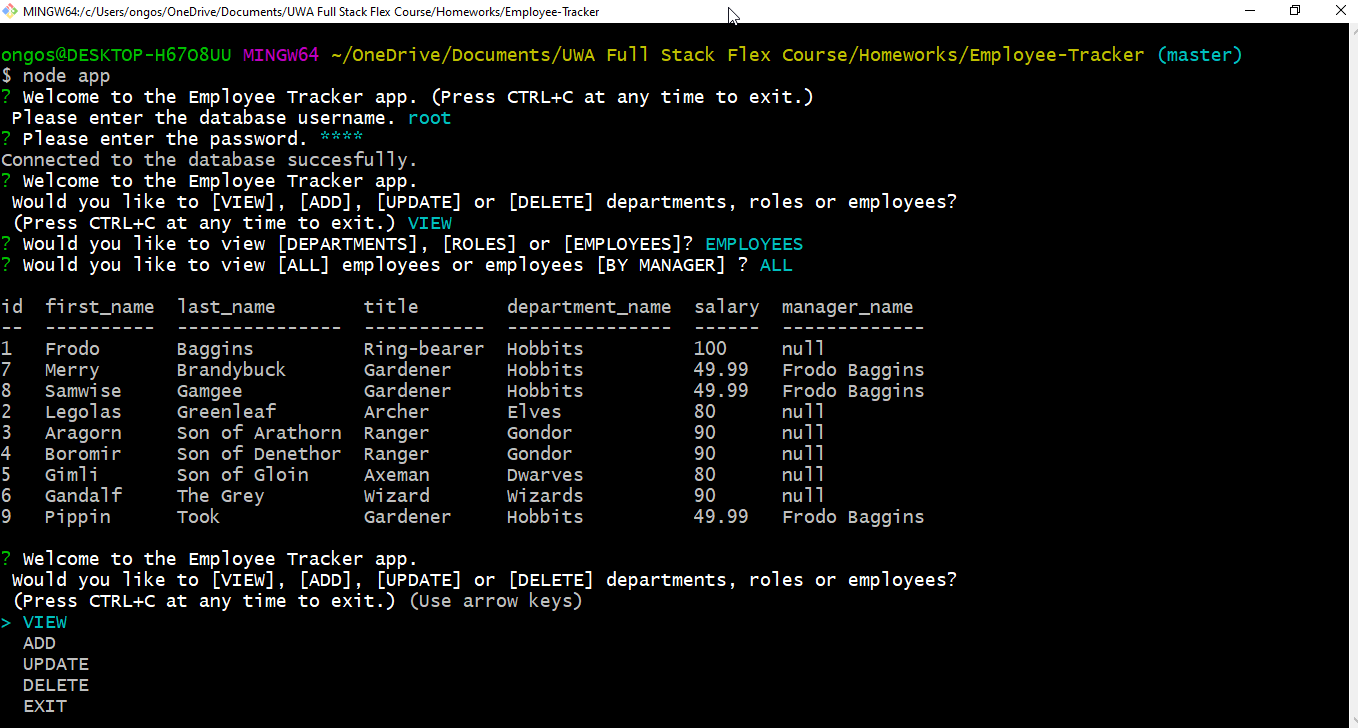 MINGW64:/c/Users/ongos/OneDrive/Documents/UWA Full Stack Flex Course/Homeworks/Employee-Tracker
ongos@DESKTOP-H67O8UU MINGW64 ~/OneDrive/Documents/UWA Full Stack Flex Course/Homeworks/Employee-Tracker (master)
$ node app
? Welcome to the Employee Tracker app. (Press CTRL+C at any time to exit.)
 Please enter the database username. root
? Please enter the password. ****
Connected to the database succesfully.
? Welcome to the Employee Tracker app.
 Would you like to [VIEW], [ADD], [UPDATE] or [DELETE] departments, roles or employees?
 (Press CTRL+C at any time to exit.) VIEW
? Would you like to view [DEPARTMENTS], [ROLES] or [EMPLOYEES]? EMPLOYEES
? Would you like to view [ALL] employees or employees [BY MANAGER] ? ALL
id  first_name  last_name        title        department_name  salary  manager_name
--  ----------  ---------------  -----------  ---------------  ------  -------------
1   Frodo       Baggins          Ring-bearer  Hobbits          100     null
7   Merry       Brandybuck       Gardener     Hobbits          49.99   Frodo Baggins
8   Samwise     Gamgee           Gardener     Hobbits          49.99   Frodo Baggins
2   Legolas     Greenleaf        Archer       Elves            80      null
3   Aragorn     Son of Arathorn  Ranger       Gondor           90      null
4   Boromir     Son of Denethor  Ranger       Gondor           90      null
5   Gimli       Son of Gloin     Axeman       Dwarves          80      null
6   Gandalf     The Grey         Wizard       Wizards          90      null
9   Pippin      Took             Gardener     Hobbits          49.99   Frodo Baggins
? Welcome to the Employee Tracker app.
 Would you like to [VIEW], [ADD], [UPDATE] or [DELETE] departments, roles or employees?
 (Press CTRL+C at any time to exit.) (Use arrow keys)
> VIEW
  ADD
  UPDATE
  DELETE
  EXIT